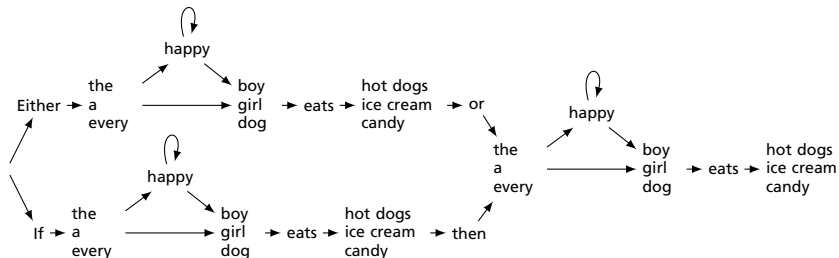 happy
Either
the
a
every
boy
girl
dog
eats
hot dogs
ice cream
candy
or
If
the
a
every
happy
boy
girl
dog
eats
hot dogs
ice cream
candy
then
the
a
every
happy
boy
girl
dog
eats
hot dogs
ice cream
candy